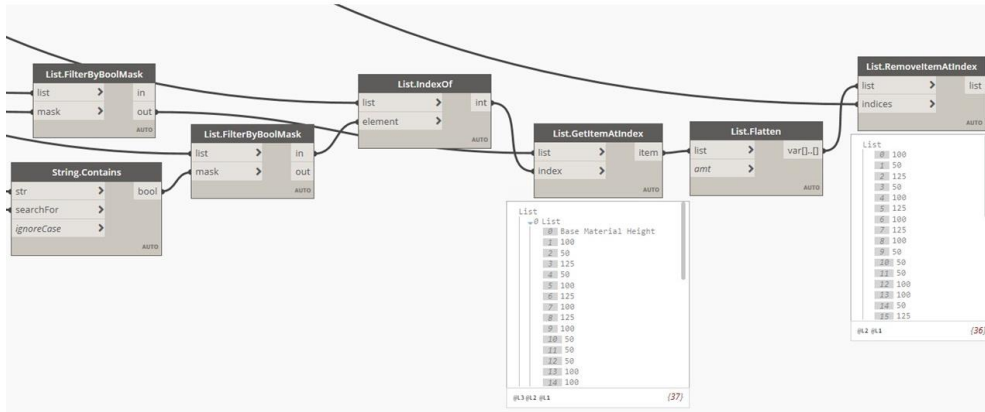 List.FilterByBoolMask
list > in
mask > out
AUTO
String.Contains
str > bool
searchFor >
ignoreCase >
AUTO
List.FilterByBoolMask
list > in
mask > out
AUTO
List.IndexOf
list > int
element >
AUTO
List.GetItemAtIndex
list > item
index >
AUTO
List
0 List
0 Base Material Height
1 100
2 50
3 125
4 50
5 100
6 125
7 100
8 125
9 100
10 50
11 50
12 50
13 100
14 100
@L3 @L2 @L1 {37}
List.Flatten
list > var[]..[]
amt >
AUTO
List.RemoveItemAtIndex
list > list
indices >
AUTO
List
0 100
1 50
2 125
3 50
4 100
5 125
6 100
7 125
8 100
9 50
10 50
11 50
12 100
13 100
14 50
15 125
@L2 @L1 {36}